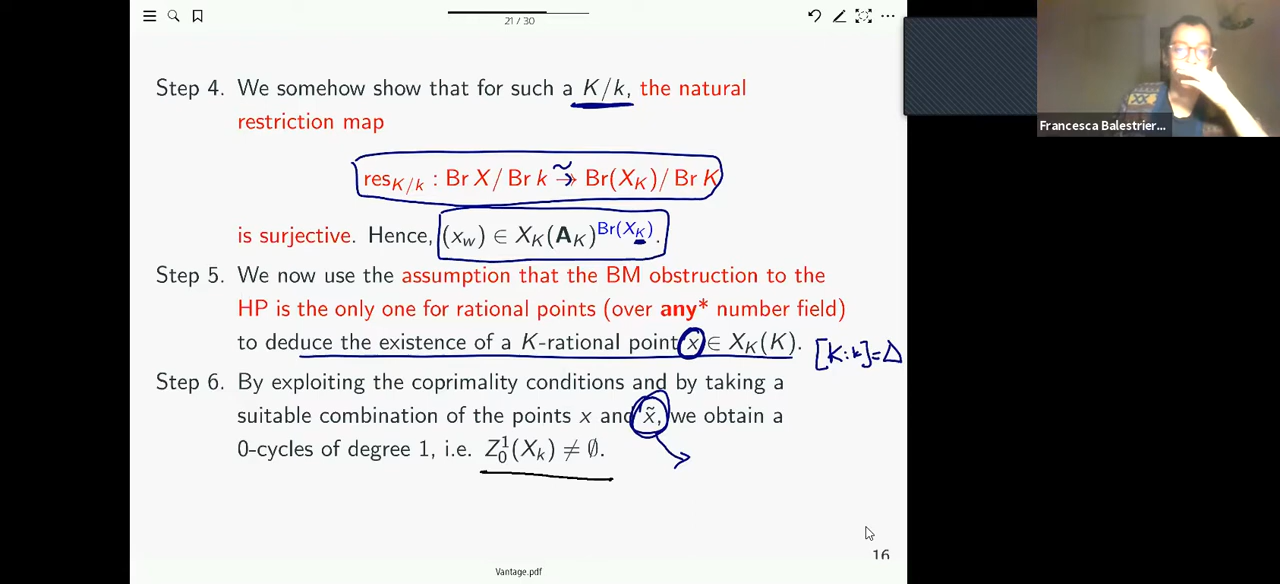 21 / 30
Step 4. We somehow show that for such a K/k, the natural
restriction map
res_{K/k} : Br X/ Br k →̃ Br(X_K)/ Br K
is surjective. Hence, (x_w) ∈ X_K(A_K)^{Br(X_K)}.
Step 5. We now use the assumption that the BM obstruction to the
HP is the only one for rational points (over any* number field)
to deduce the existence of a K-rational point x ∈ X_K(K).
[K:k]=Δ
Step 6. By exploiting the coprimality conditions and by taking a
suitable combination of the points x and x̃, we obtain a
0-cycles of degree 1, i.e. Z_0^1(X_k) ≠ ∅.
16
Vantage.pdf
Francesca Balestrier...